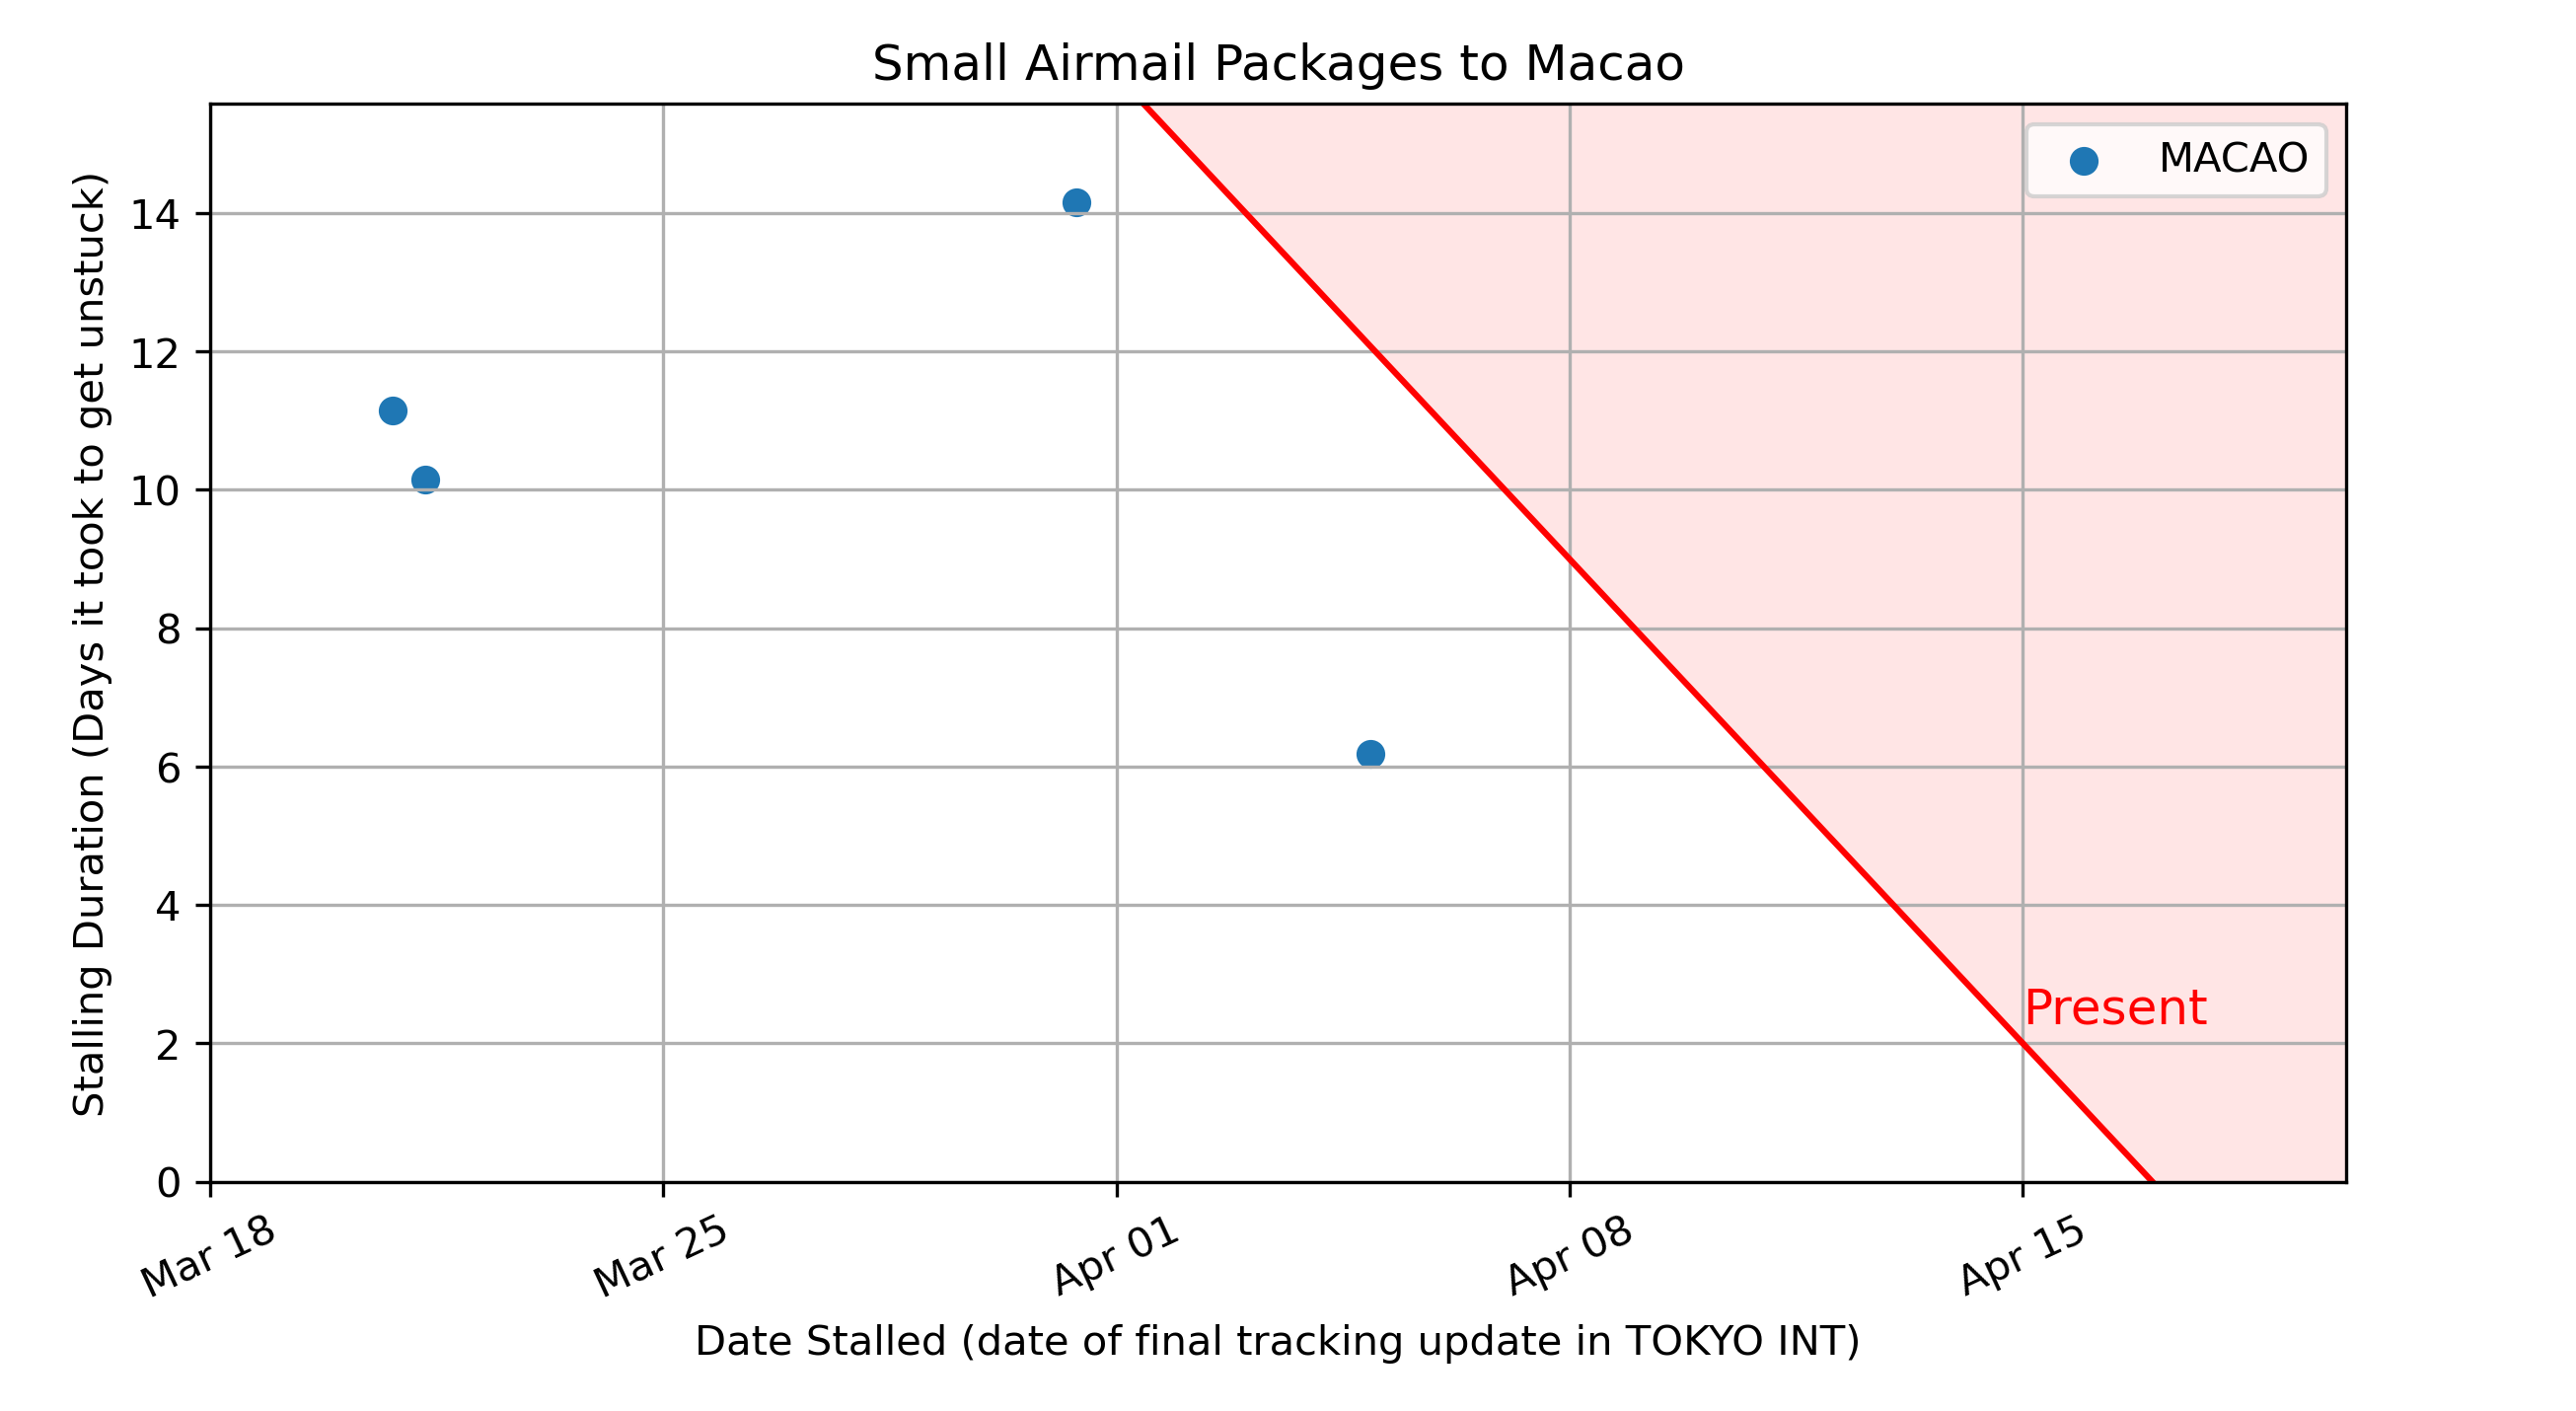 Small Airmail Packages to Macao
MACAO
Stalling Duration (Days it took to get unstuck)
14
12
10
8
6
4
2
0
Present
Mar 18
Mar 25
Apr 01
Apr 08
Apr 15
Date Stalled (date of final tracking update in TOKYO INT)